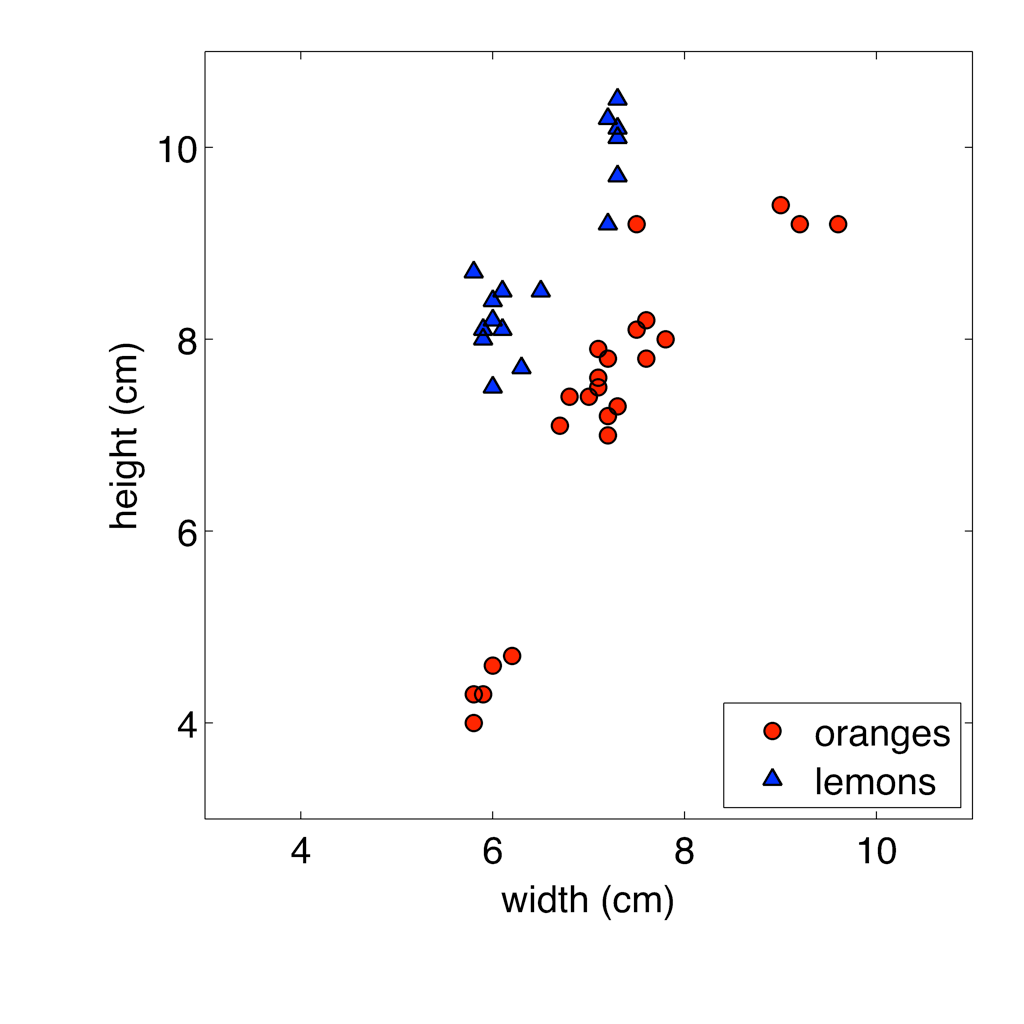 10
8
6
4
height (cm)
oranges
lemons
4 6 8 10
width (cm)